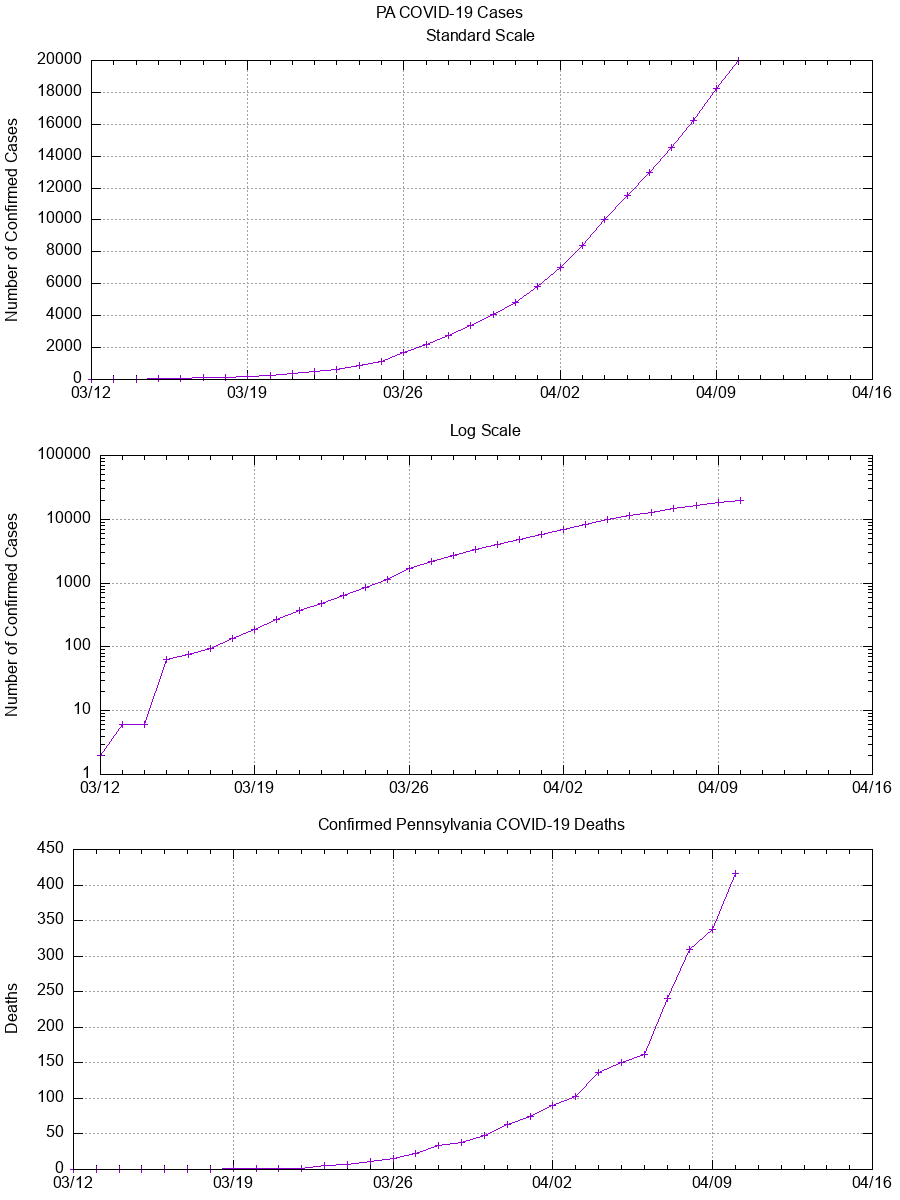 PA COVID-19 Cases
Standard Scale
20000
18000
16000
14000
12000
10000
8000
6000
4000
2000
0
Number of Confirmed Cases
03/12 03/19 03/26 04/02 04/09 04/16
Log Scale
100000
10000
1000
100
10
1
Number of Confirmed Cases
03/12 03/19 03/26 04/02 04/09 04/16
Confirmed Pennsylvania COVID-19 Deaths
450
400
350
300
250
200
150
100
50
0
Deaths
03/12 03/19 03/26 04/02 04/09 04/16